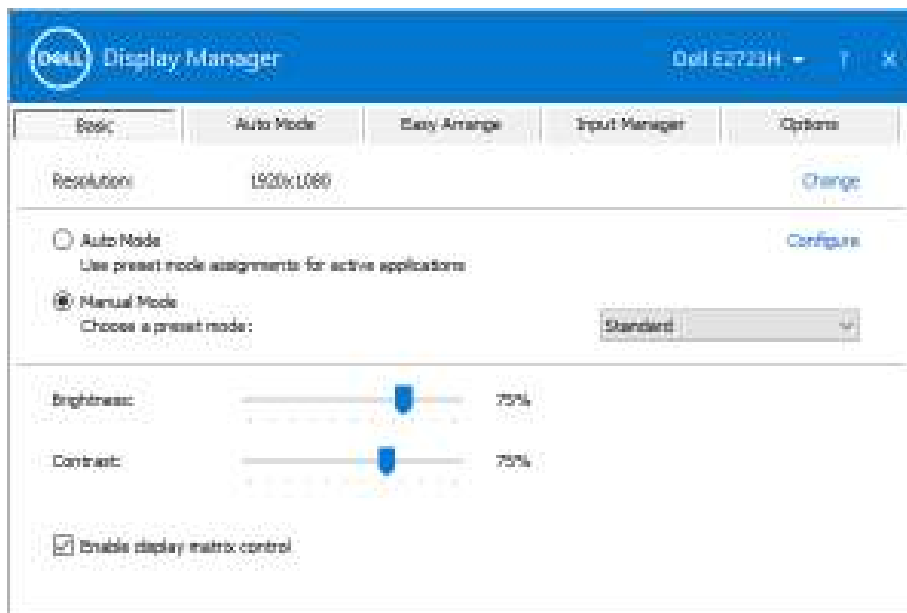 DELL Display Manager Dell E2723H ? X
Basic Auto Mode Easy Arrange Input Manager Options
Resolution: 1920x1080 Change
Auto Mode Configure
Use preset mode assignments for active applications
Manual Mode
Choose a preset mode: Standard
Brightness: 75%
Contrast: 75%
Enable display matrix control